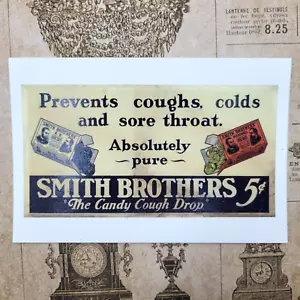 LANTERNE DE VESTIBULE
8.25
Prevents coughs, colds
and sore throat.
Absolutely
~ pure ~
SMITH BROTHERS 5¢
"The Candy Cough Drop"